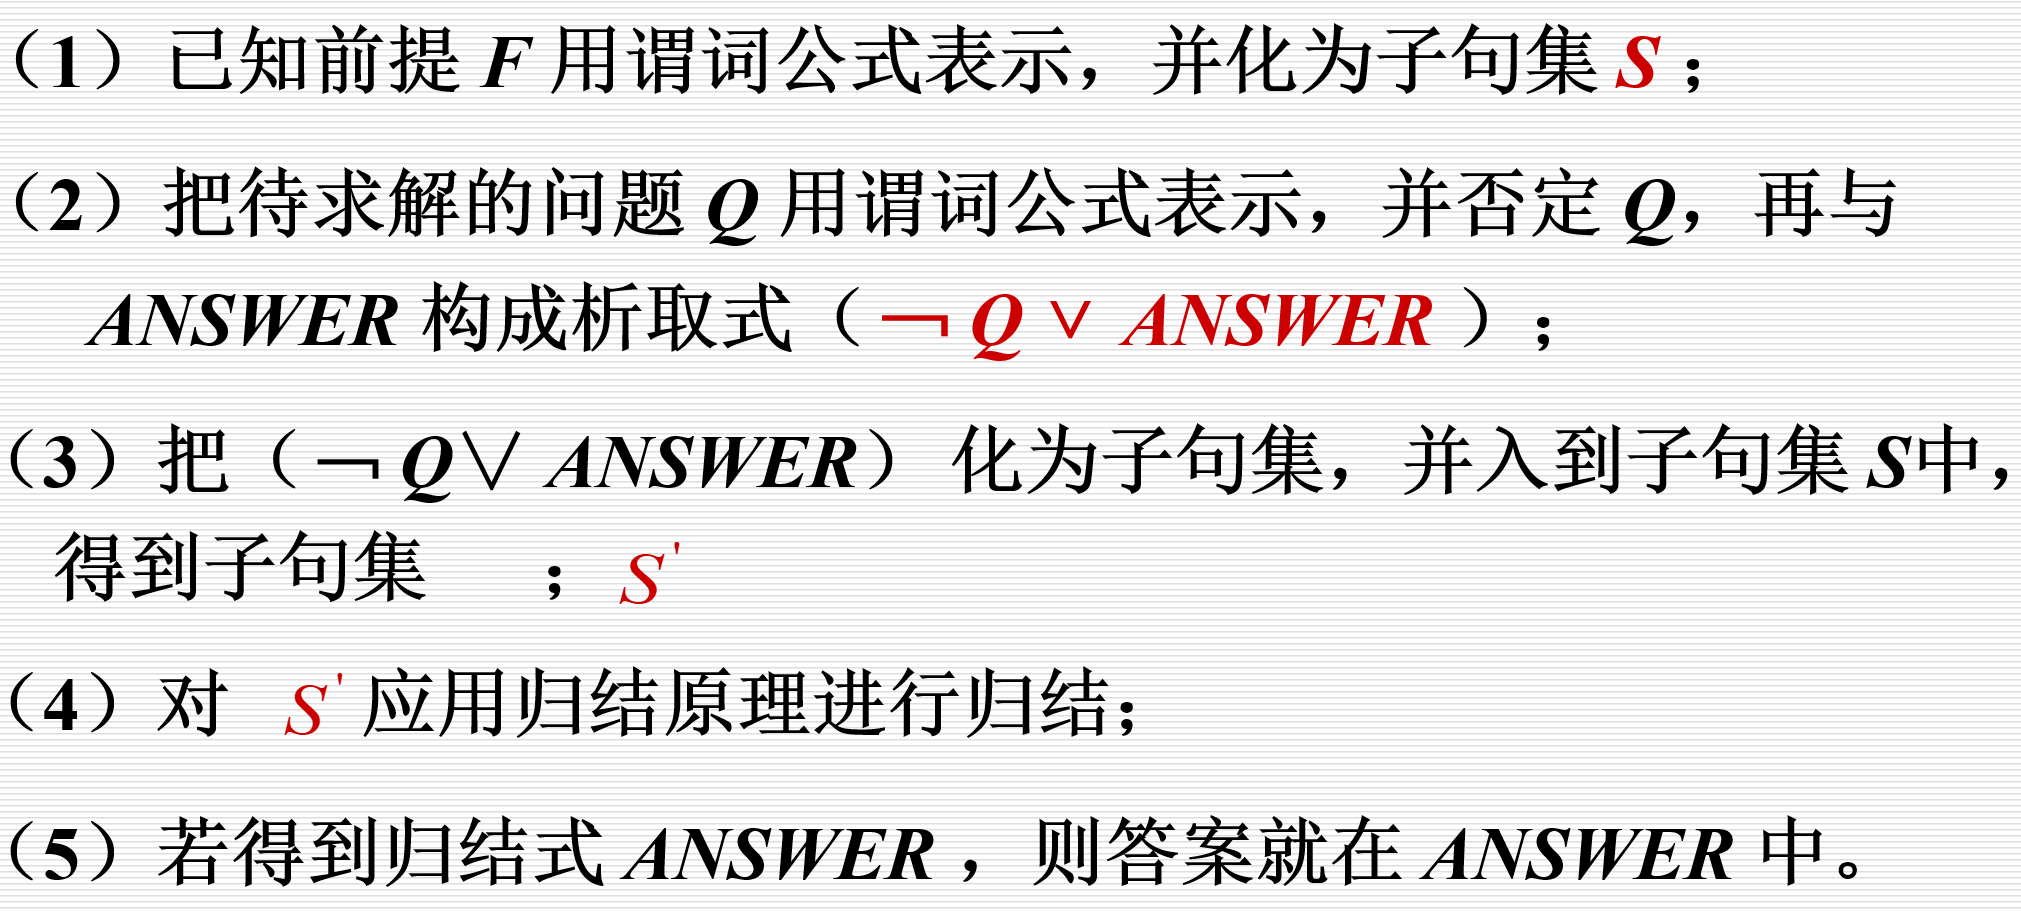 （1）已知前提 F 用谓词公式表示，并化为子句集 S ；
（2）把待求解的问题 Q 用谓词公式表示，并否定 Q，再与
ANSWER 构成析取式（﹁ Q ∨ ANSWER ）；
（3）把（﹁ Q∨ ANSWER） 化为子句集，并入到子句集 S中，
得到子句集 ； S'
（4）对 S' 应用归结原理进行归结；
（5）若得到归结式 ANSWER ，则答案就在 ANSWER 中。